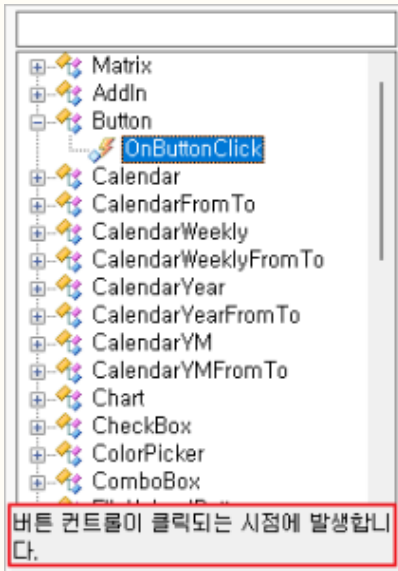 Matrix
AddIn
Button
OnButtonClick
Calendar
CalendarFromTo
CalendarWeekly
CalendarWeeklyFromTo
CalendarYear
CalendarYearFromTo
CalendarYM
CalendarYMFromTo
Chart
CheckBox
ColorPicker
ComboBox
버튼 컨트롤이 클릭되는 시점에 발생합니
다.